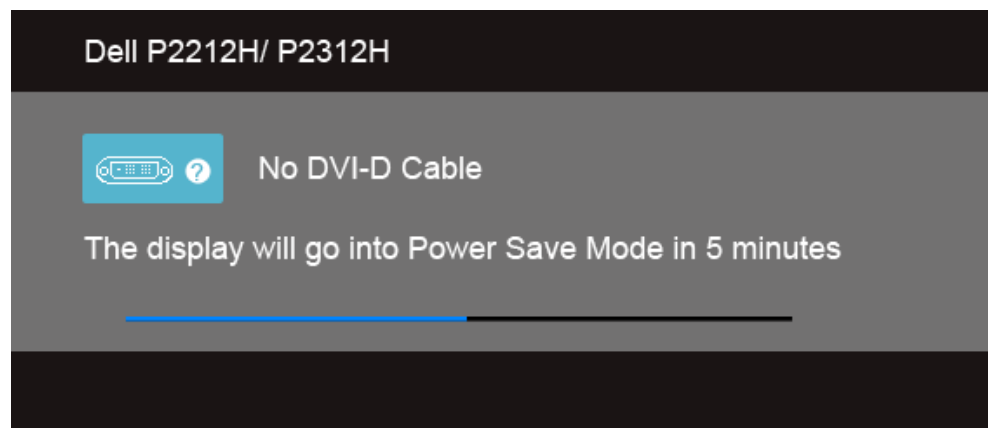 Dell P2212H/ P2312H
No DVI-D Cable
The display will go into Power Save Mode in 5 minutes